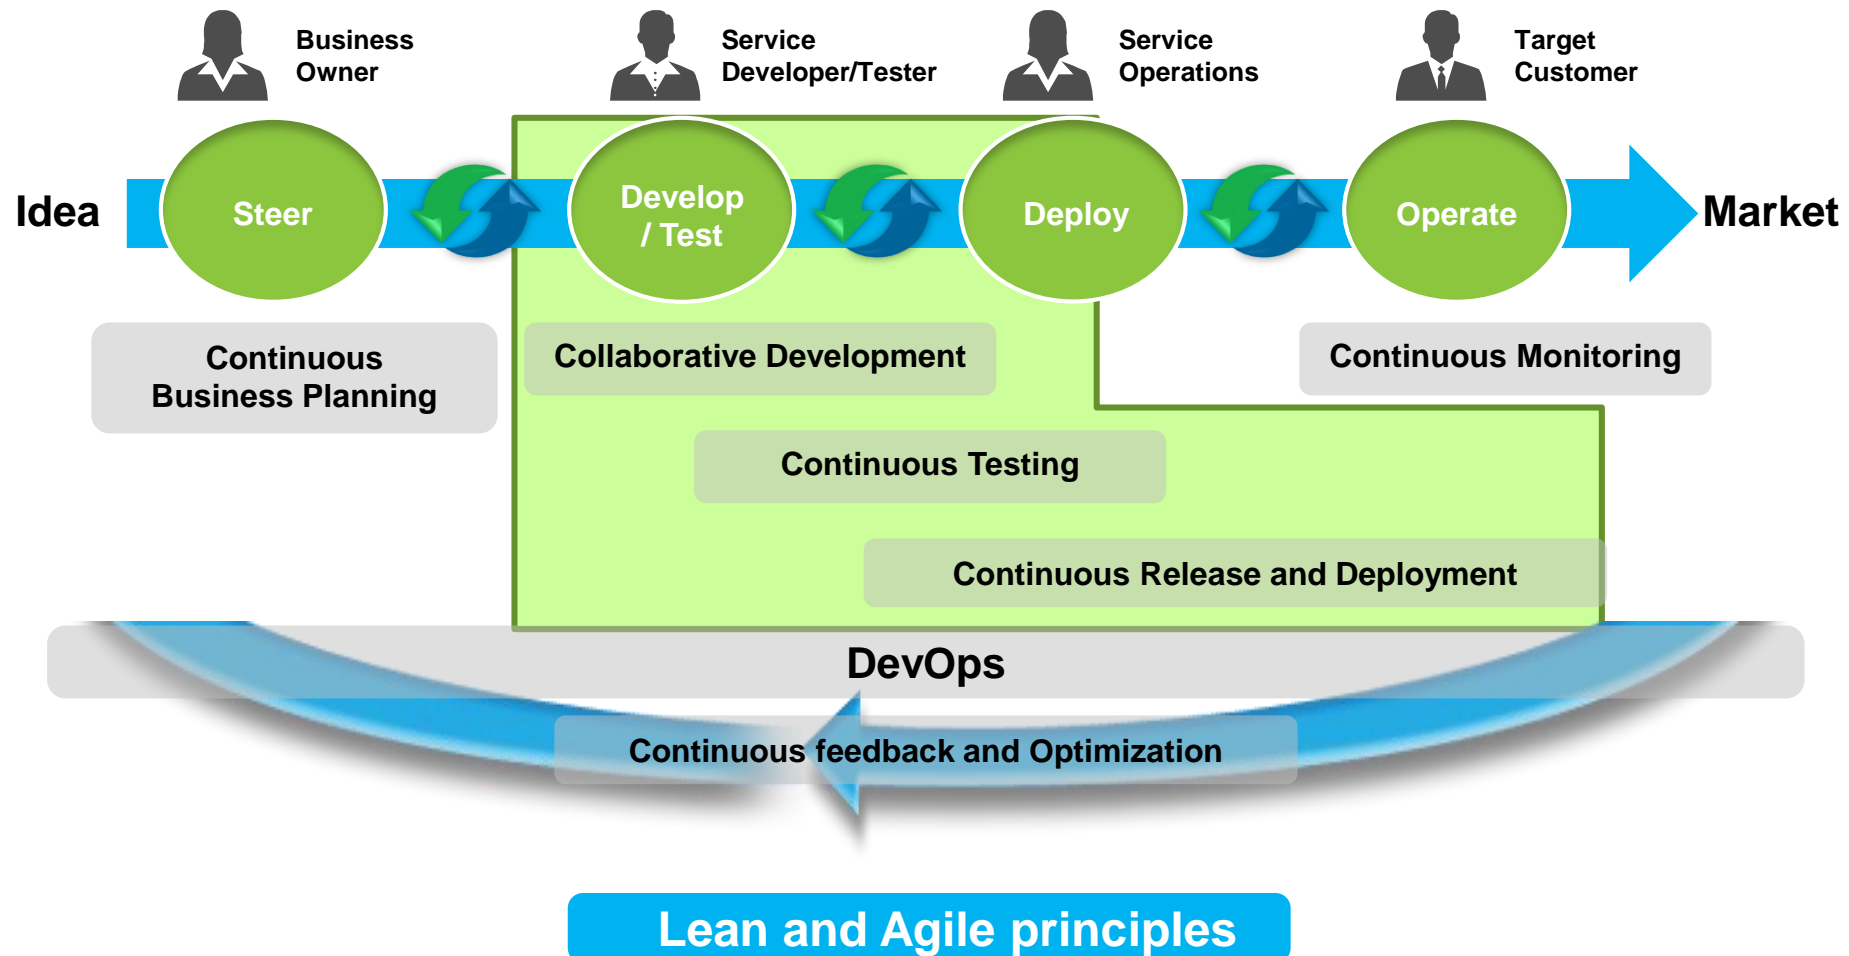 Business
Owner
Service
Developer/Tester
Service
Operations
Target
Customer
Idea
Steer
Develop
/ Test
Deploy
Operate
Market
Continuous
Business Planning
Collaborative Development
Continuous Monitoring
Continuous Testing
Continuous Release and Deployment
DevOps
Continuous feedback and Optimization
Lean and Agile principles